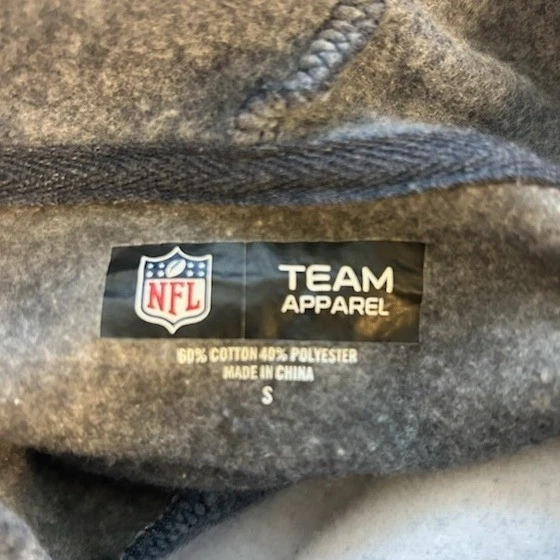 NFL
TEAM
APPAREL
60% COTTON 40% POLYESTER
MADE IN CHINA
S